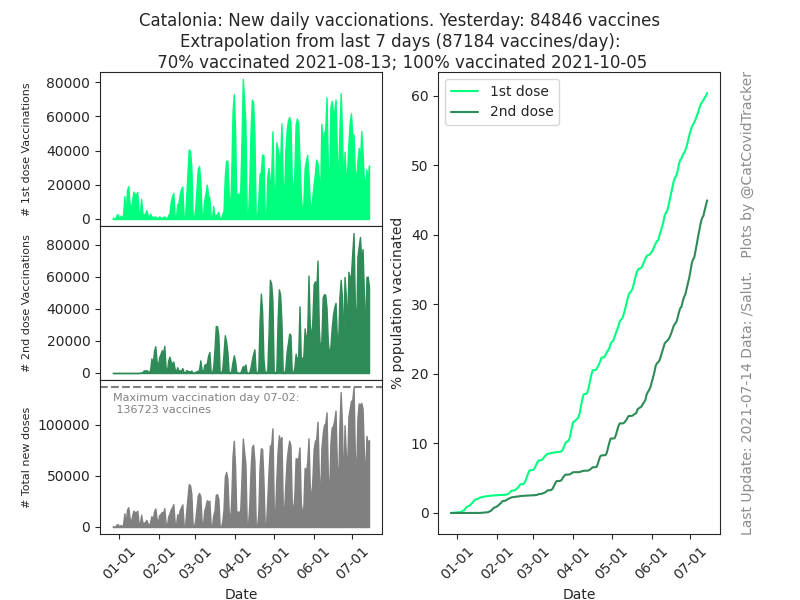 Catalonia: New daily vaccionations. Yesterday: 84846 vaccines
Extrapolation from last 7 days (87184 vaccines/day):
70% vaccinated 2021-08-13; 100% vaccinated 2021-10-05
# 1st dose Vaccinations
80000
60000
40000
20000
0
# 2nd dose Vaccinations
80000
60000
40000
20000
0
# Total new doses
100000
50000
0
Maximum vaccination day 07-02:
136723 vaccines
01-01
02-01
03-01
04-01
05-01
06-01
07-01
Date
% population vaccinated
60
50
40
30
20
10
0
1st dose
2nd dose
01-01
02-01
03-01
04-01
05-01
06-01
07-01
Date
Last Update: 2021-07-14 Data: /Salut. Plots by @CatCovidTracker